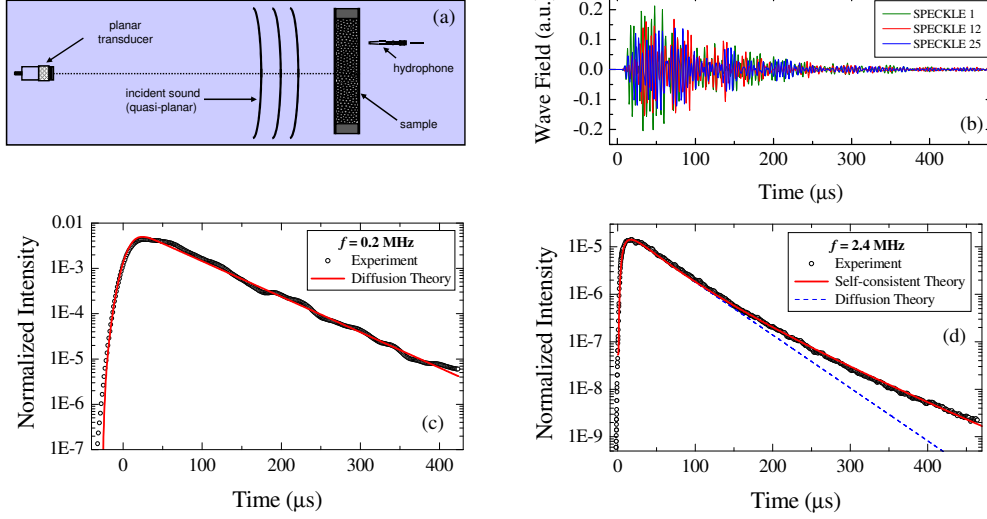 (a)
planar
transducer
hydrophone
incident sound
(quasi-planar)
sample
Wave Field (a.u.)
0.2
0.1
0.0
-0.1
-0.2
SPECKLE 1
SPECKLE 12
SPECKLE 25
(b)
0 100 200 300 400
Time (μs)
Normalized Intensity
0.01
1E-3
1E-4
1E-5
1E-6
1E-7
f = 0.2 MHz
Experiment
Diffusion Theory
(c)
0 100 200 300 400
Time (μs)
Normalized Intensity
1E-5
1E-6
1E-7
1E-8
1E-9
f = 2.4 MHz
Experiment
Self-consistent Theory
Diffusion Theory
(d)
0 100 200 300 400
Time (μs)